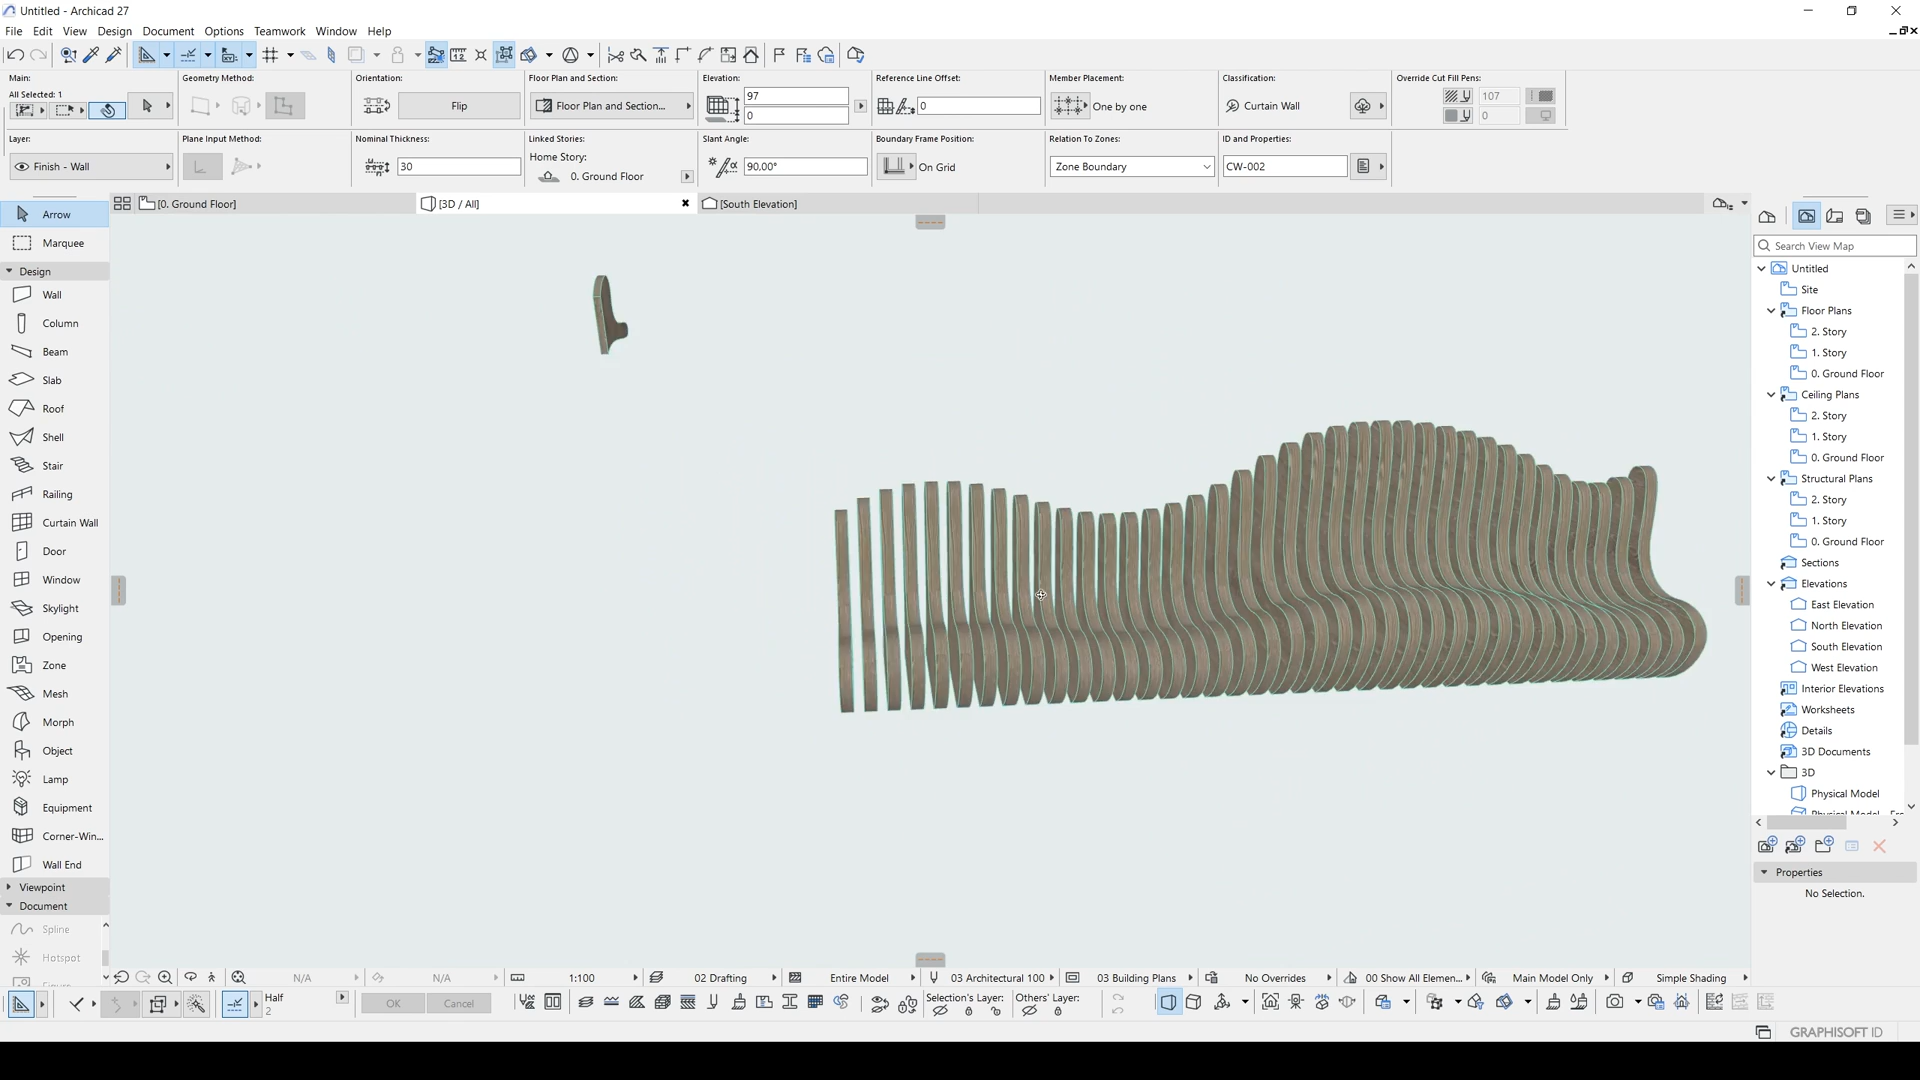 Untitled - Archicad 27
File Edit View Design Document Options Teamwork Window Help
Main: Geometry Method: Orientation: Floor Plan and Section: Elevation: Reference Line Offset: Member Placement: Classification: Override Cut Fill Pens:
All Selected: 1
Flip
Floor Plan and Section...
97
0
0
One by one
Curtain Wall
107
0
Layer: Plane Input Method: Nominal Thickness: Linked Stories: Slant Angle: Boundary Frame Position: Relation To Zones: ID and Properties:
Finish - Wall
30
Home Story:
0. Ground Floor
90,00°
On Grid
Zone Boundary
CW-002
[0. Ground Floor]
[3D / All]
[South Elevation]
Arrow
Marquee
Design
Wall
Column
Beam
Slab
Roof
Shell
Stair
Railing
Curtain Wall
Door
Window
Skylight
Opening
Zone
Mesh
Morph
Object
Lamp
Equipment
Corner-Win...
Wall End
Viewpoint
Document
Spline
Hotspot
Search View Map
Untitled
Site
Floor Plans
2. Story
1. Story
0. Ground Floor
Ceiling Plans
2. Story
1. Story
0. Ground Floor
Structural Plans
2. Story
1. Story
0. Ground Floor
Sections
Elevations
East Elevation
North Elevation
South Elevation
West Elevation
Interior Elevations
Worksheets
Details
3D Documents
3D
Physical Model
Properties
No Selection.
N/A N/A 1:100 02 Drafting Entire Model 03 Architectural 100 03 Building Plans No Overrides 00 Show All Elemen... Main Model Only Simple Shading
Half
2
OK Cancel
Selection's Layer: Others' Layer:
GRAPHISOFT ID